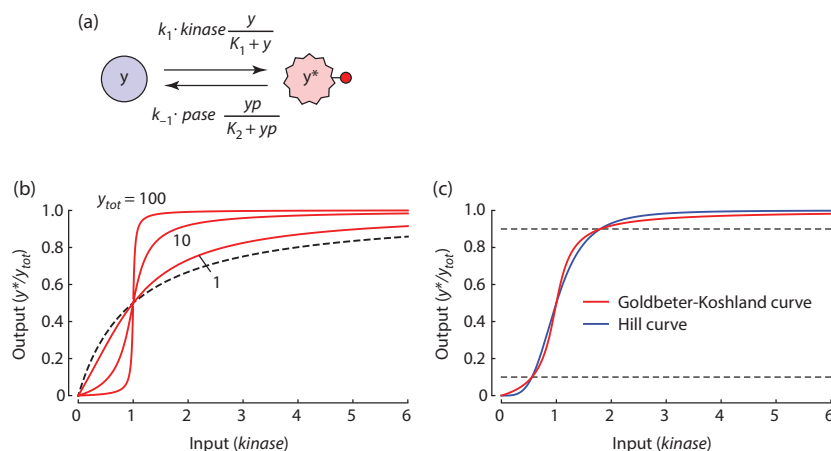 (a)
k₁· kinase y
K₁ + y
y
y*
k₋₁· pase yp
K₂ + yp
(b)
y_tot = 100
1.0
0.8
0.6
0.4
0.2
0
10
1
Output (y*/y_tot)
0 1 2 3 4 5 6
Input (kinase)
(c)
1.0
0.8
0.6
0.4
0.2
0
Output (y*/y_tot)
Goldbeter-Koshland curve
Hill curve
0 1 2 3 4 5 6
Input (kinase)